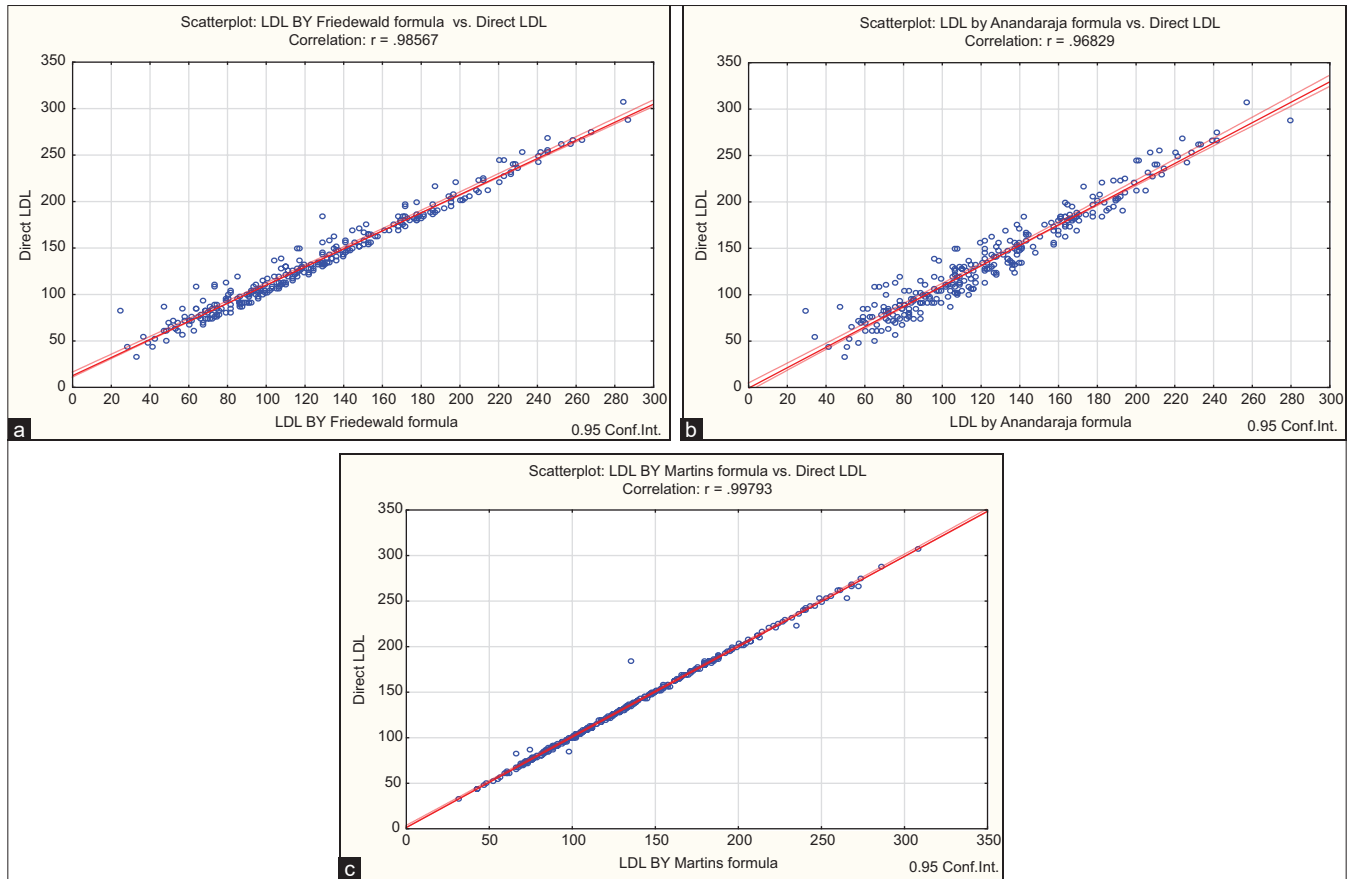 Scatterplot: LDL BY Friedewald formula vs. Direct LDL
Correlation: r = .98567
350
300
250
200
150
100
50
0
Direct LDL
0 20 40 60 80 100 120 140 160 180 200 220 240 260 280 300
LDL BY Friedewald formula
0.95 Conf.Int.
a
Scatterplot: LDL by Anandaraja formula vs. Direct LDL
Correlation: r = .96829
350
300
250
200
150
100
50
0
Direct LDL
0 20 40 60 80 100 120 140 160 180 200 220 240 260 280 300
LDL by Anandaraja formula
0.95 Conf.Int.
b
Scatterplot: LDL BY Martins formula vs. Direct LDL
Correlation: r = .99793
350
300
250
200
150
100
50
0
Direct LDL
0 50 100 150 200 250 300 350
LDL BY Martins formula
0.95 Conf.Int.
c